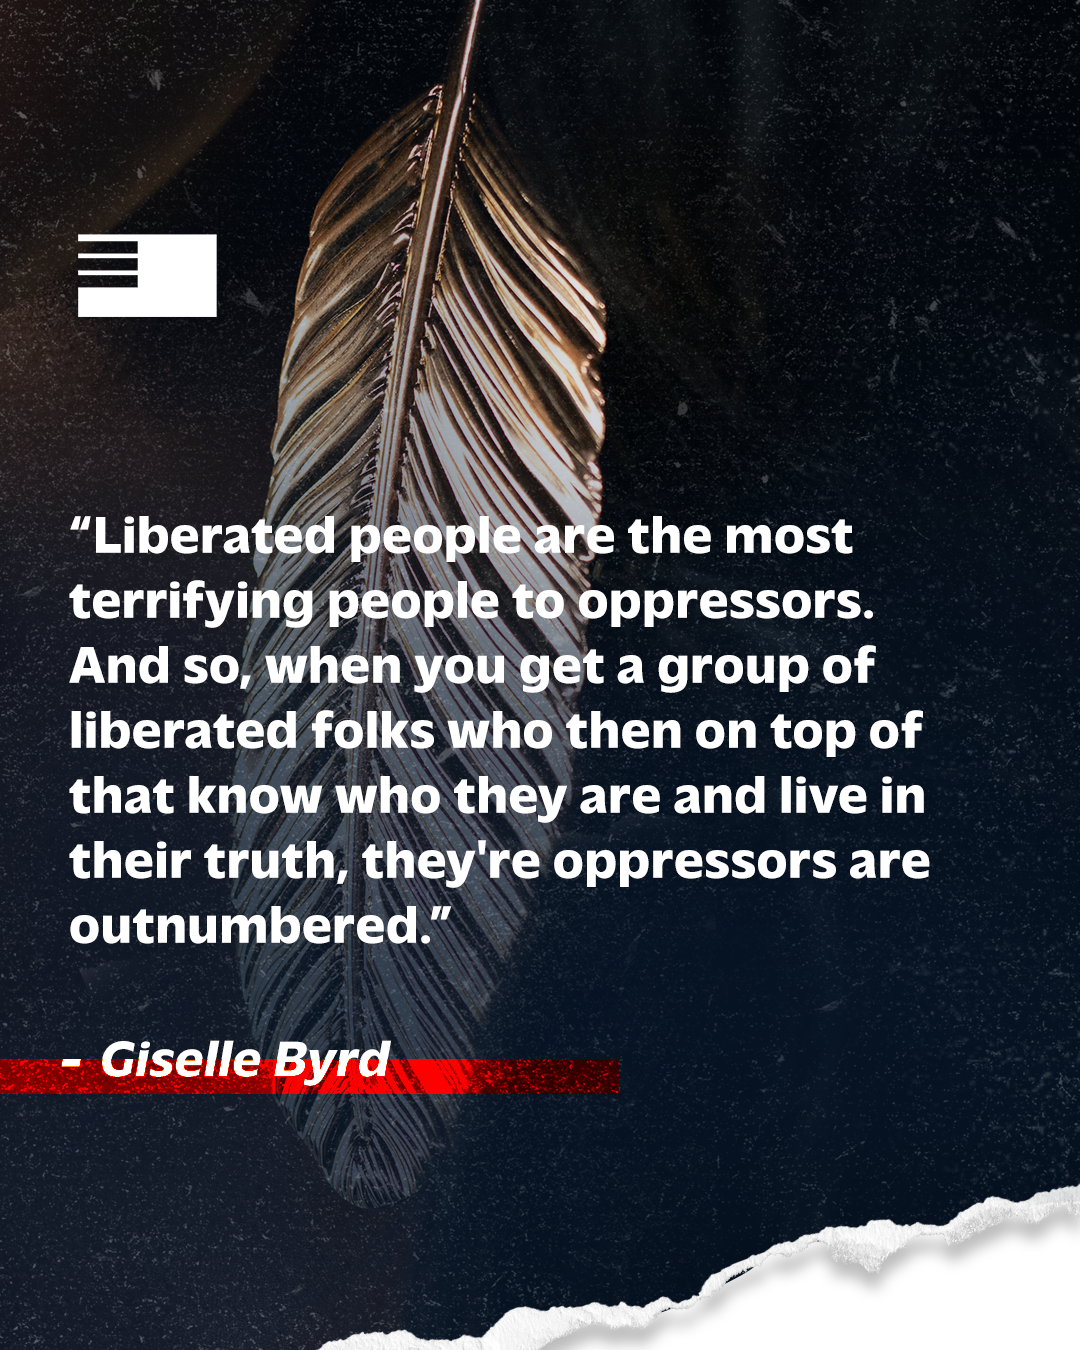 “Liberated people are the most
terrifying people to oppressors.
And so, when you get a group of
liberated folks who then on top of
that know who they are and live in
their truth, they're oppressors are
outnumbered.”
- Giselle Byrd